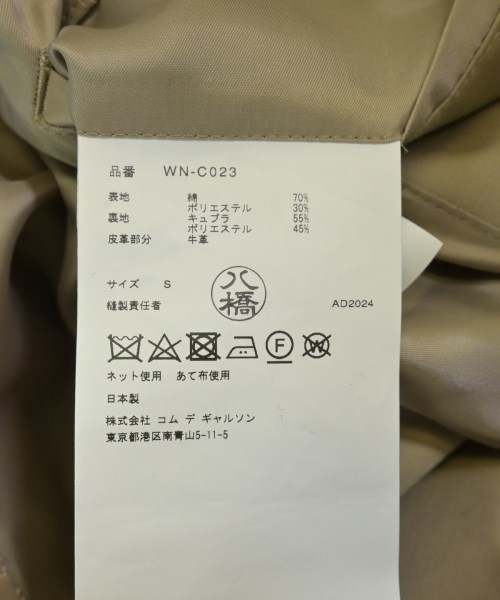 品番 WN-C023
表地 綿 70%
ポリエステル 30%
裏地 キュプラ 55%
ポリエステル 45%
皮革部分 牛革
サイズ S
八橋
縫製責任者 AD2024
F W
ネット使用 あて布使用
日本製
株式会社 コム デ ギャルソン
東京都港区南青山5-11-5